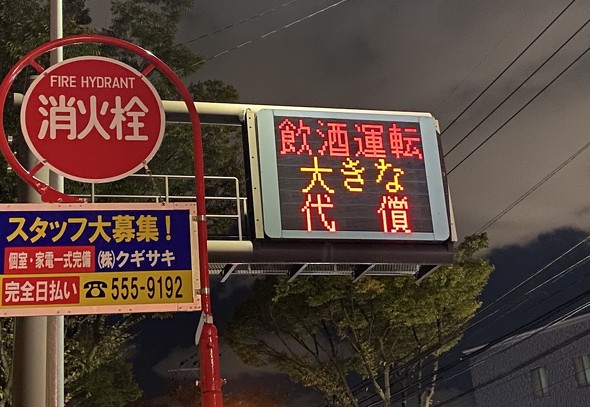 FIRE HYDRANT
消火栓
飲酒運転
大きな
代 償
スタッフ大募集!
個室・家電一式完備 ㈱クギサキ
完全日払い ☎555-9192